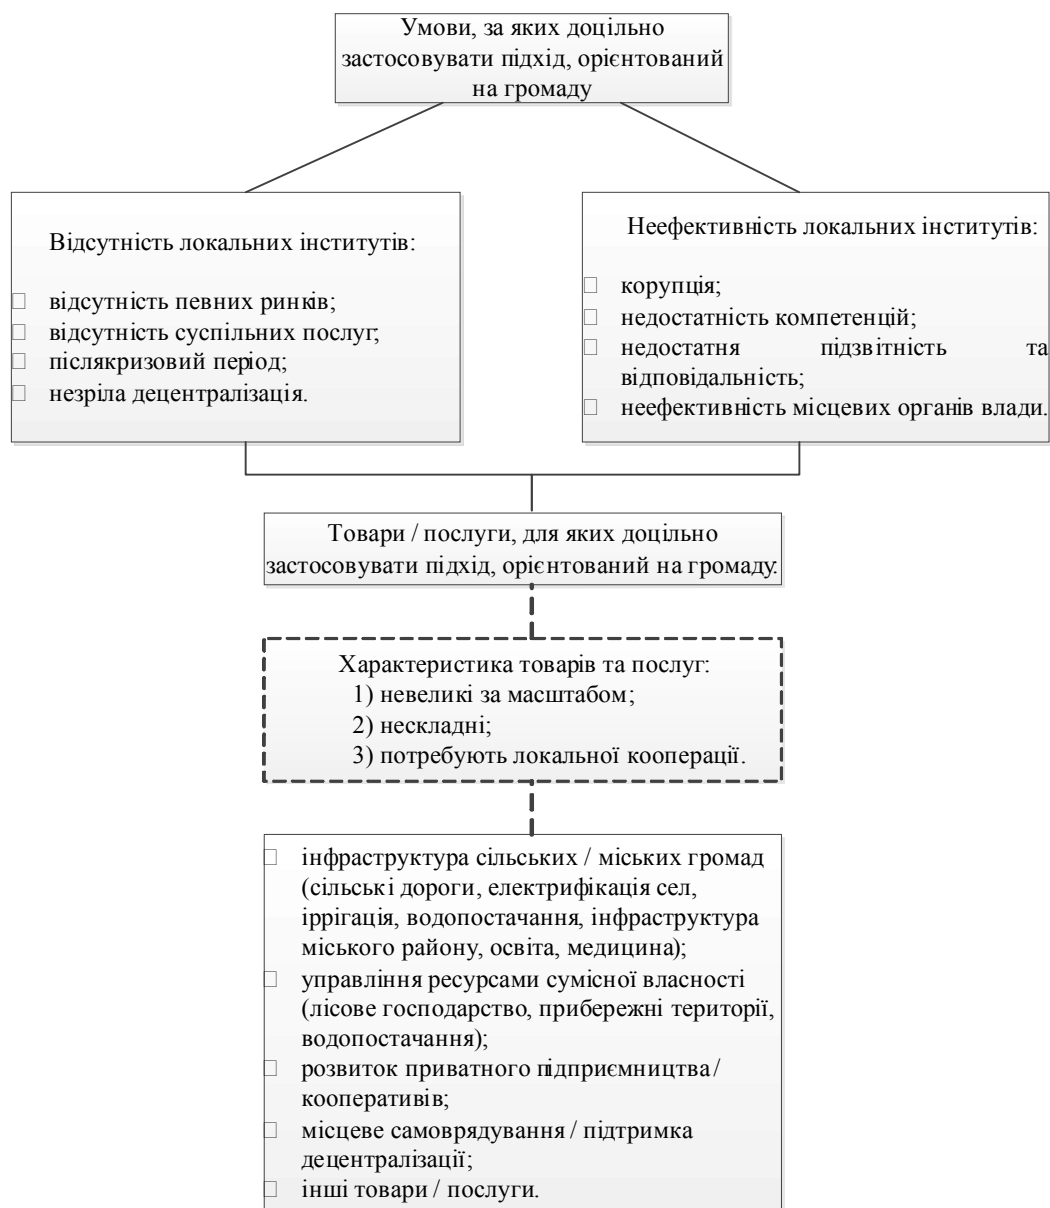 Умови, за яких доцільно
застосовувати підхід, орієнтований
на громаду
Відсутність локальних інститутів:
відсутність певних ринків;
відсутність суспільних послуг;
післякризовий період;
незріла децентралізація.
Неефективність локальних інститутів:
корупція;
недостатність компетенцій;
недостатня підзвітність та
відповідальність;
неефективність місцевих органів влади.
Товари / послуги, для яких доцільно
застосовувати підхід, орієнтований на громаду:
Характеристика товарів та послуг:
1) невеликі за масштабом;
2) нескладні;
3) потребують локальної кооперації.
інфраструктура сільських / міських громад
(сільські дороги, електрифікація сел,
іррігація, водопостачання, інфраструктура
міського району, освіта, медицина);
управління ресурсами сумісної власності
(лісове господарство, прибережні території,
водопостачання);
розвиток приватного підприємництва /
кооперативів;
місцеве самоврядування / підтримка
децентралізації;
інші товари / послуги.